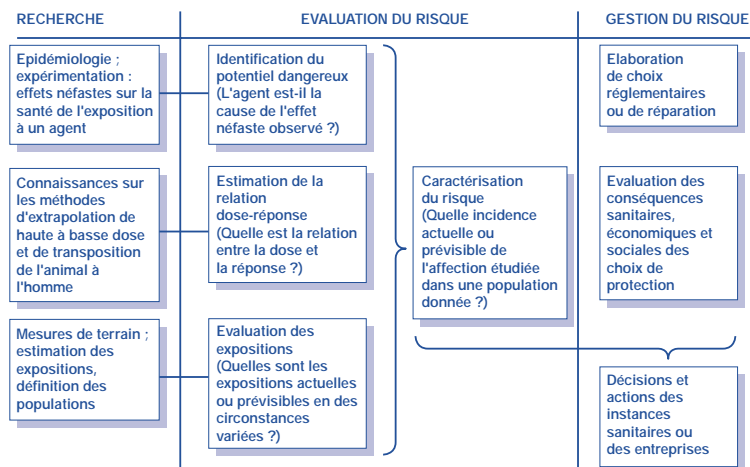 RECHERCHE
EVALUATION DU RISQUE
GESTION DU RISQUE
Epidémiologie ;
expérimentation :
effets néfastes sur la
santé de l'exposition
à un agent
Identification du
potentiel dangereux
(L'agent est-il la
cause de l'effet
néfaste observé ?)
Elaboration
de choix
réglementaires
ou de réparation
Connaissances sur
les méthodes
d'extrapolation de
haute à basse dose
et de transposition
de l'animal à
l'homme
Estimation de la
relation
dose-réponse
(Quelle est la relation
entre la dose et
la réponse ?)
Caractérisation
du risque
(Quelle incidence
actuelle ou
prévisible de
l'affection étudiée
dans une population
donnée ?)
Evaluation des
conséquences
sanitaires,
économiques et
sociales des
choix de
protection
Mesures de terrain ;
estimation des
expositions,
définition des
populations
Evaluation des
expositions
(Quelles sont les
expositions actuelles
ou prévisibles en des
circonstances
variées ?)
Décisions et
actions des
instances
sanitaires ou
des entreprises